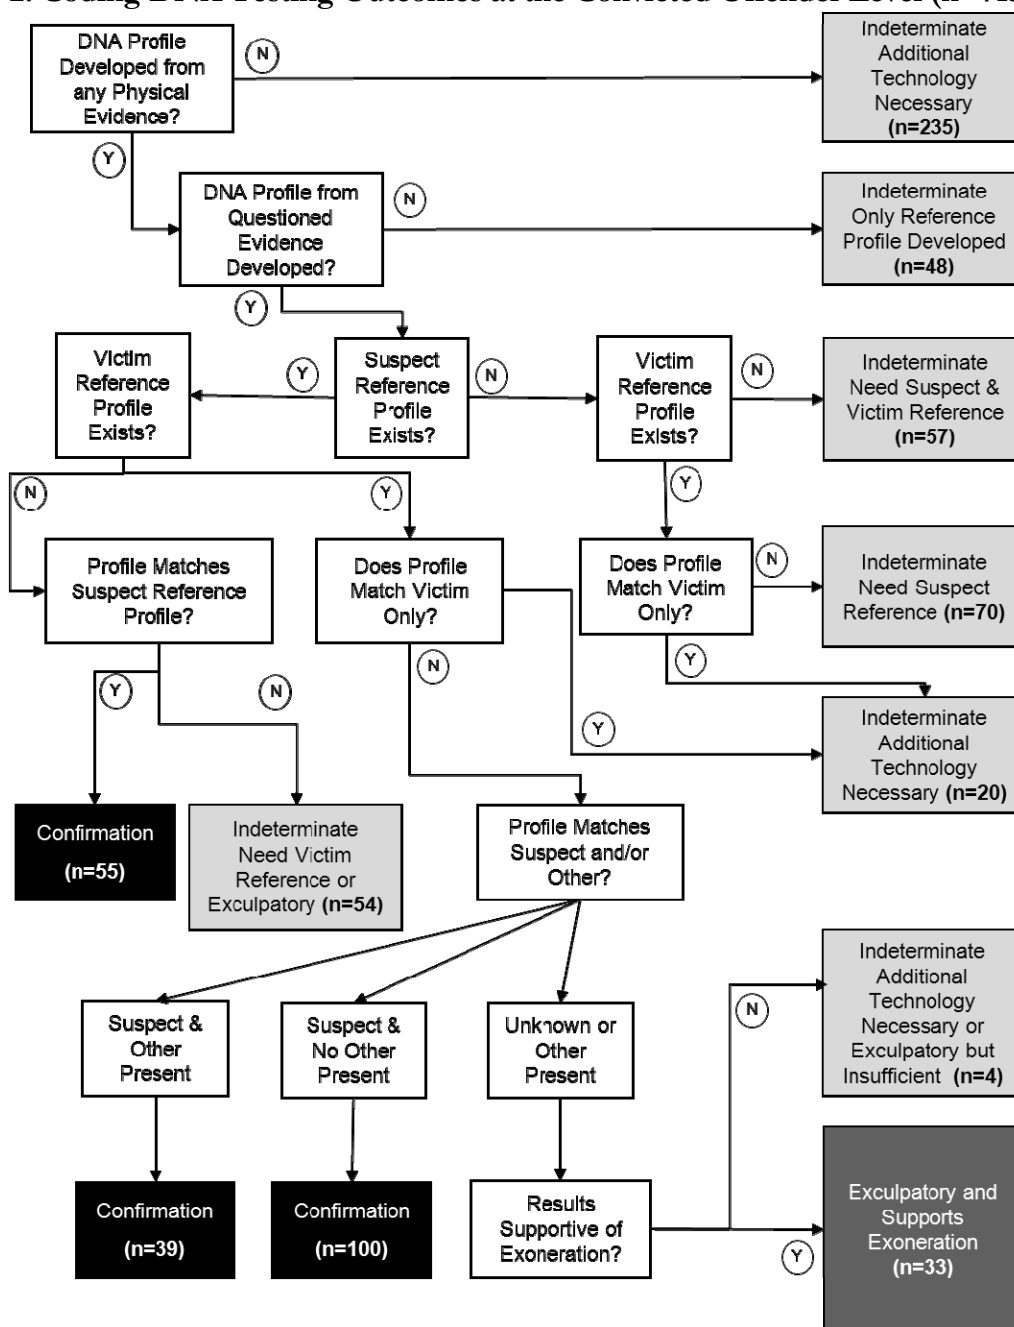 Coding DNA Testing Outcomes at the Convicted Offender Level
DNA Profile
Developed from
any Physical
Evidence?
N
Indeterminate
Additional
Technology
Necessary
(n=235)
Y
DNA Profile from
Questioned
Evidence
Developed?
N
Indeterminate
Only Reference
Profile Developed
(n=48)
Y
Victim
Reference
Profile
Exists?
Y
Suspect
Reference
Profile
Exists?
N
Victim
Reference
Profile
Exists?
N
Indeterminate
Need Suspect &
Victim Reference
(n=57)
N
Y
Y
Profile Matches
Suspect Reference
Profile?
Does Profile
Match Victim
Only?
Does Profile
Match Victim
Only?
N
Indeterminate
Need Suspect
Reference (n=70)
Y
N
N
Y
Y
Indeterminate
Additional
Technology
Necessary (n=20)
Confirmation
(n=55)
Indeterminate
Need Victim
Reference or
Exculpatory (n=54)
Profile Matches
Suspect and/or
Other?
Suspect &
Other
Present
Suspect &
No Other
Present
Unknown or
Other
Present
N
Indeterminate
Additional
Technology
Necessary or
Exculpatory but
Insufficient (n=4)
Confirmation
(n=39)
Confirmation
(n=100)
Results
Supportive of
Exoneration?
Y
Exculpatory and
Supports
Exoneration
(n=33)